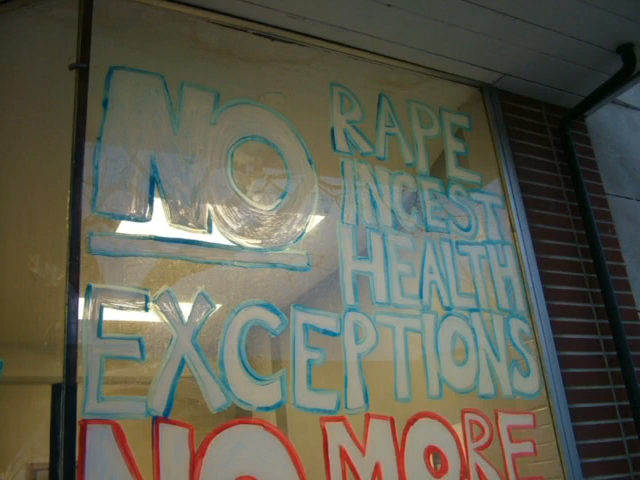 NO RAPE
INCEST
HEALTH
EXCEPTIONS
NO MORE